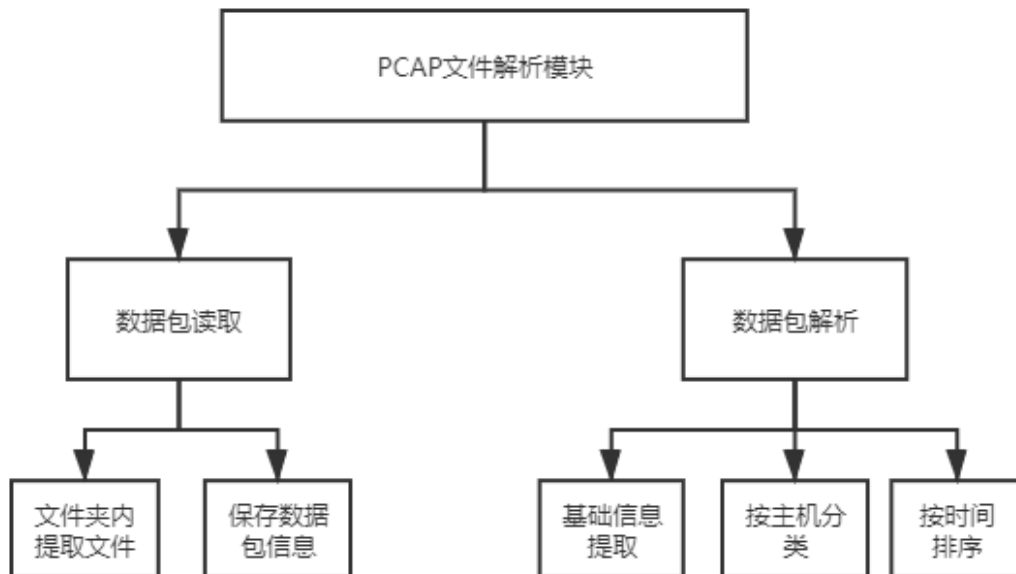 PCAP文件解析模块
数据包读取
数据包解析
文件夹内
提取文件
保存数据
包信息
基础信息
提取
按主机分
类
按时间
排序